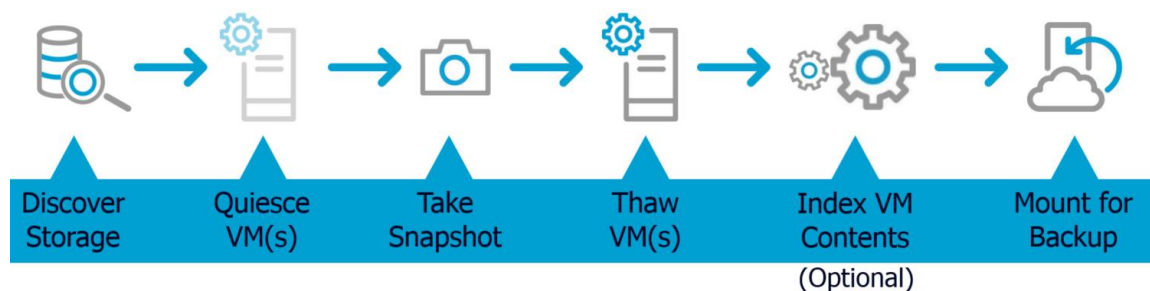 Discover
Storage
Quiesce
VM(s)
Take
Snapshot
Thaw
VM(s)
Index VM
Contents
(Optional)
Mount for
Backup